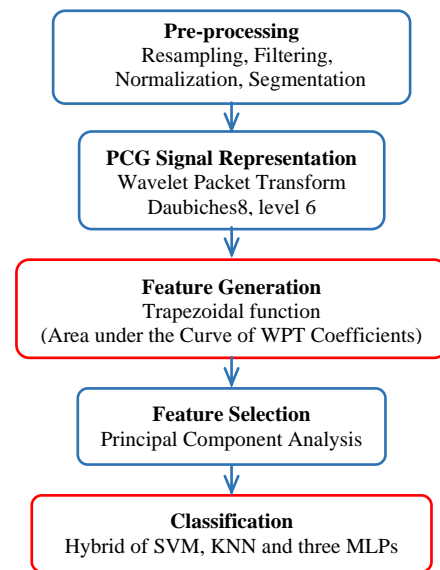 Pre-processing
Resampling, Filtering,
Normalization, Segmentation
PCG Signal Representation
Wavelet Packet Transform
Daubiches8, level 6
Feature Generation
Trapezoidal function
(Area under the Curve of WPT Coefficients)
Feature Selection
Principal Component Analysis
Classification
Hybrid of SVM, KNN and three MLPs